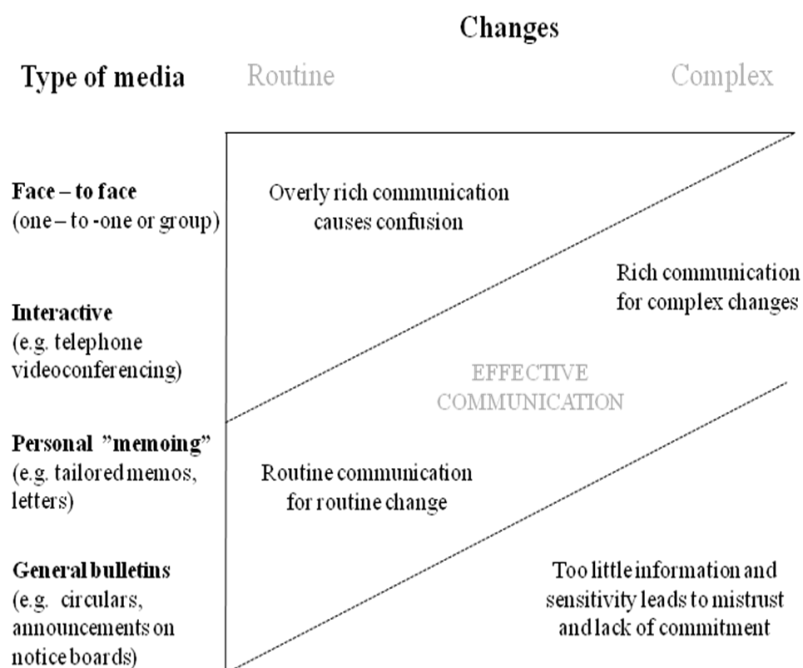 Changes
Type of media
Routine
Complex
Face – to face
(one – to -one or group)
Overly rich communication
causes confusion
Rich communication
for complex changes
Interactive
(e.g. telephone
videoconferencing)
EFFECTIVE
COMMUNICATION
Personal ”memoing”
(e.g. tailored memos,
letters)
Routine communication
for routine change
General bulletins
(e.g. circulars,
announcements on
notice boards)
Too little information and
sensitivity leads to mistrust
and lack of commitment